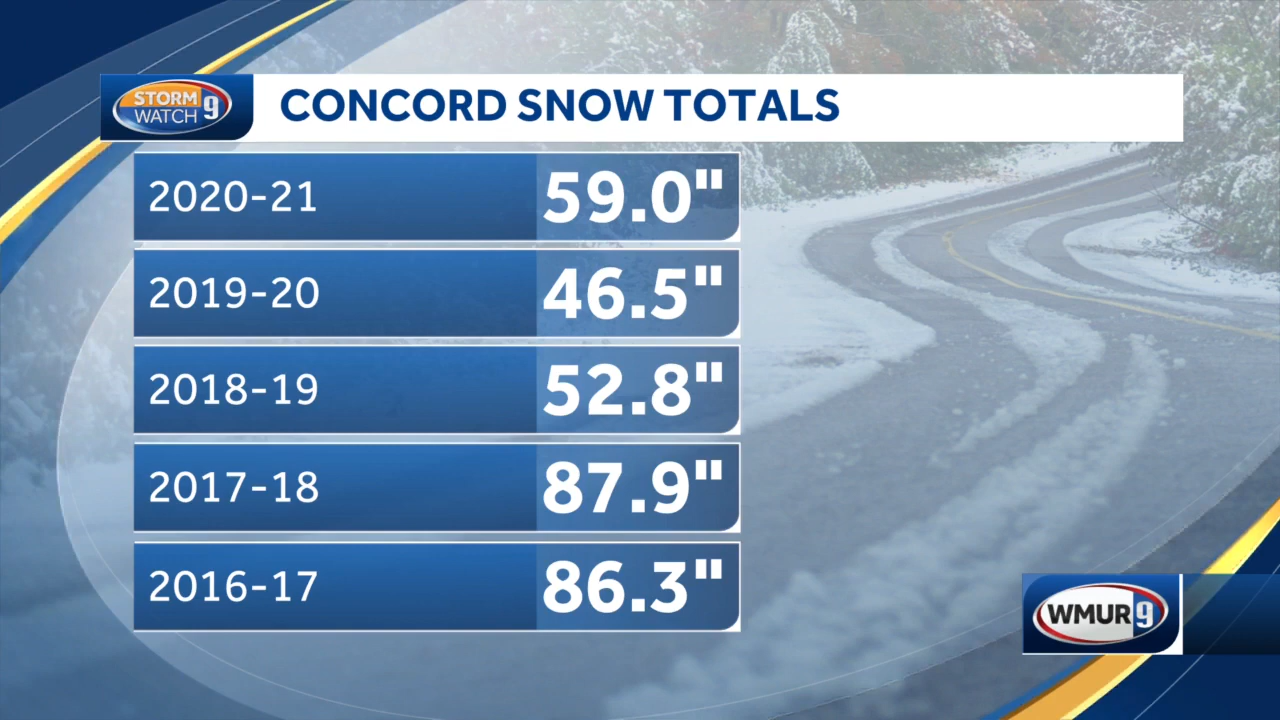 STORM
WATCH 9
CONCORD SNOW TOTALS
2020-21 59.0"
2019-20 46.5"
2018-19 52.8"
2017-18 87.9"
2016-17 86.3"
WMUR 9